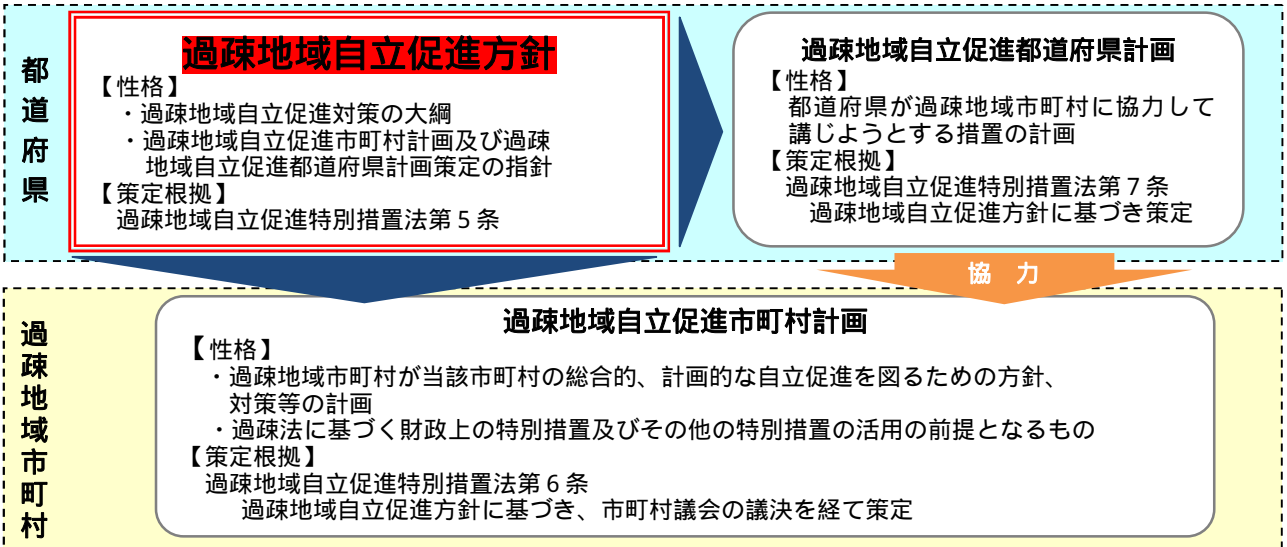 都道府県
過疎地域自立促進方針
【性格】
・過疎地域自立促進対策の大綱
・過疎地域自立促進市町村計画及び過疎
地域自立促進都道府県計画策定の指針
【策定根拠】
過疎地域自立促進特別措置法第5条
過疎地域自立促進都道府県計画
【性格】
都道府県が過疎地域市町村に協力して
講じようとする措置の計画
【策定根拠】
過疎地域自立促進特別措置法第7条
過疎地域自立促進方針に基づき策定
協 力
過疎地域市町村
過疎地域自立促進市町村計画
【性格】
・過疎地域市町村が当該市町村の総合的、計画的な自立促進を図るための方針、
対策等の計画
・過疎法に基づく財政上の特別措置及びその他の特別措置の活用の前提となるもの
【策定根拠】
過疎地域自立促進特別措置法第6条
過疎地域自立促進方針に基づき、市町村議会の議決を経て策定